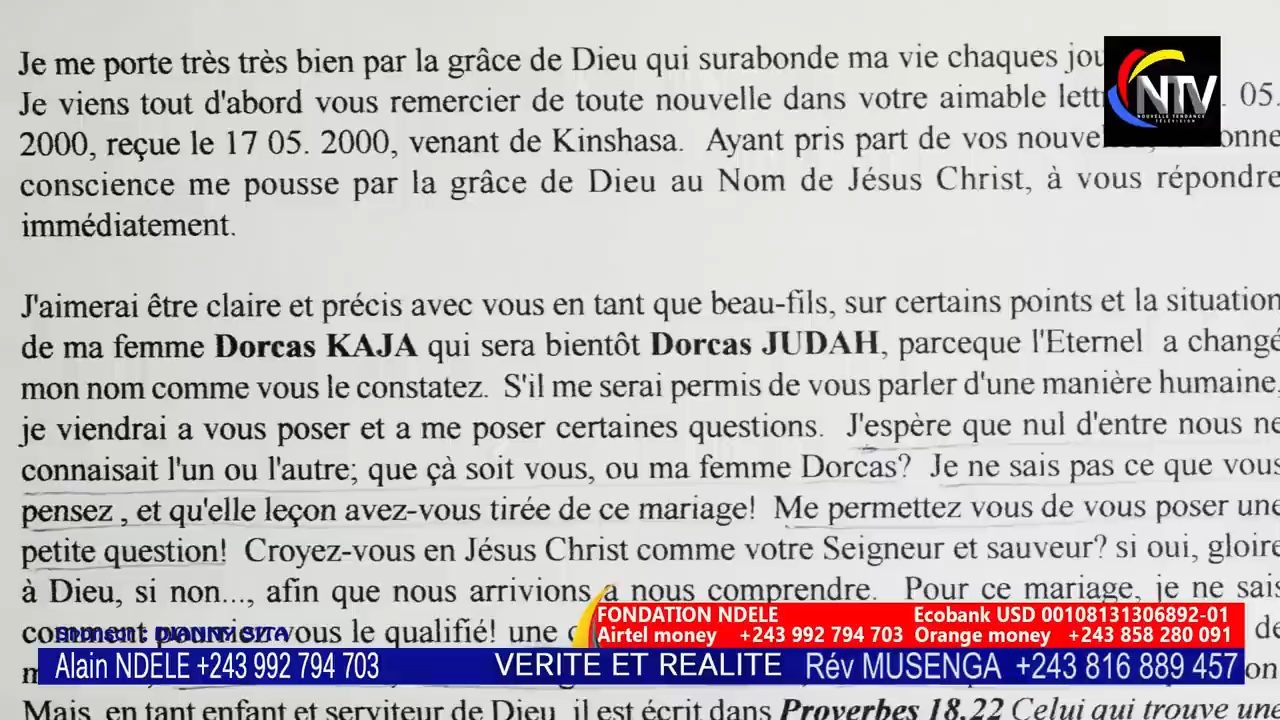 Je me porte très très bien par la grâce de Dieu qui surabonde ma vie chaques
Je viens tout d'abord vous remercier de toute nouvelle dans votre aimable 05.
2000, reçue le 17 05. 2000, venant de Kinshasa. Ayant pris part de vos
conscience me pousse par la grâce de Dieu au Nom de Jésus Christ, à vous répondre
immédiatement.
J'aimerai être claire et précis avec vous en tant que beau-fils, sur certains points et la situation
de ma femme Dorcas KAJA qui sera bientôt Dorcas JUDAH, parceque l'Eternel a changé
mon nom comme vous le constatez. S'il me serai permis de vous parler d'une manière humaine,
je viendrai a vous poser et a me poser certaines questions. J'espère que nul d'entre nous ne
connaisait l'un ou l'autre; que çà soit vous, ou ma femme Dorcas? Je ne sais pas ce que vous
pensez , et qu'elle leçon avez-vous tirée de ce mariage! Me permettez vous de vous poser une
petite question! Croyez-vous en Jésus Christ comme votre Seigneur et sauveur? si oui, gloire
à Dieu, si non..., afin que nous arrivions a nous comprendre. Pour ce mariage, je ne sais
vous le qualifié! une de
Mais, en tant enfant et serviteur de Dieu, il est écrit dans Proverbes 18.22 Celui qui trouve une
NTV
NOUVELLE TENDANCE
TELEVISION
FONDATION NDELE Ecobank USD 00108131306892-01
Airtel money +243 992 794 703 Orange money +243 858 280 091
Alain NDELE +243 992 794 703 VERITE ET REALITE Rév MUSENGA +243 816 889 457